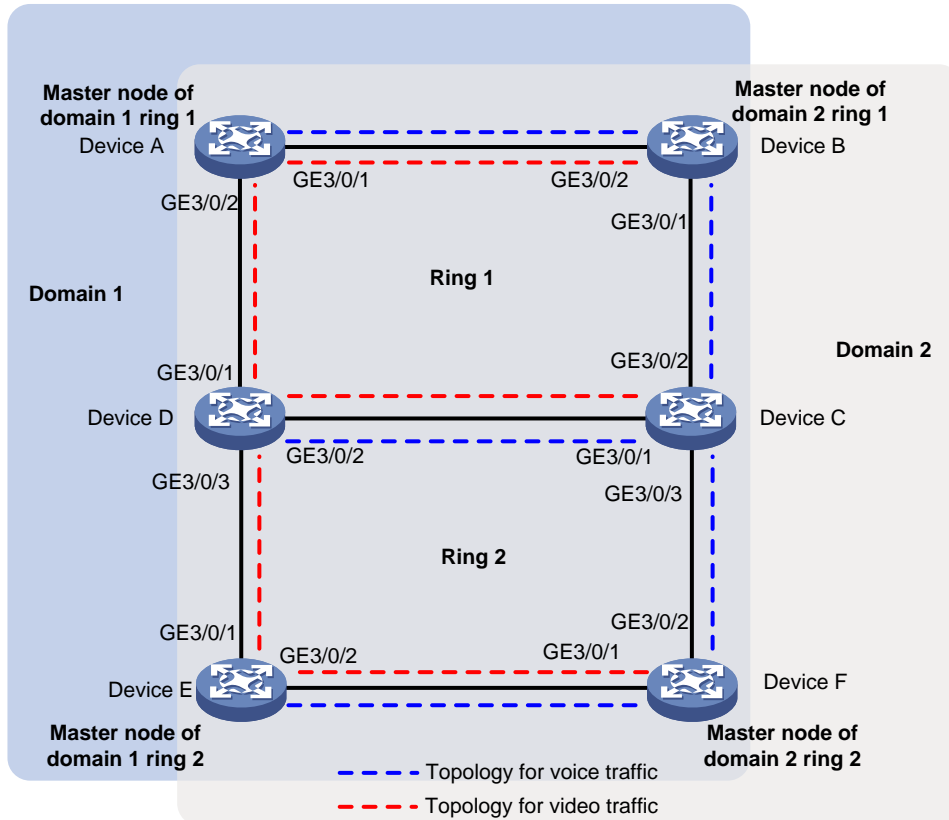 Master node of
domain 1 ring 1
Master node of
domain 2 ring 1
Device A
Device B
GE3/0/1
GE3/0/2
GE3/0/2
GE3/0/1
Ring 1
Domain 1
Domain 2
GE3/0/1
GE3/0/2
Device D
Device C
GE3/0/2
GE3/0/1
GE3/0/3
GE3/0/3
Ring 2
GE3/0/1
GE3/0/2
GE3/0/2
GE3/0/1
Device E
Device F
Master node of
domain 1 ring 2
Master node of
domain 2 ring 2
Topology for voice traffic
Topology for video traffic